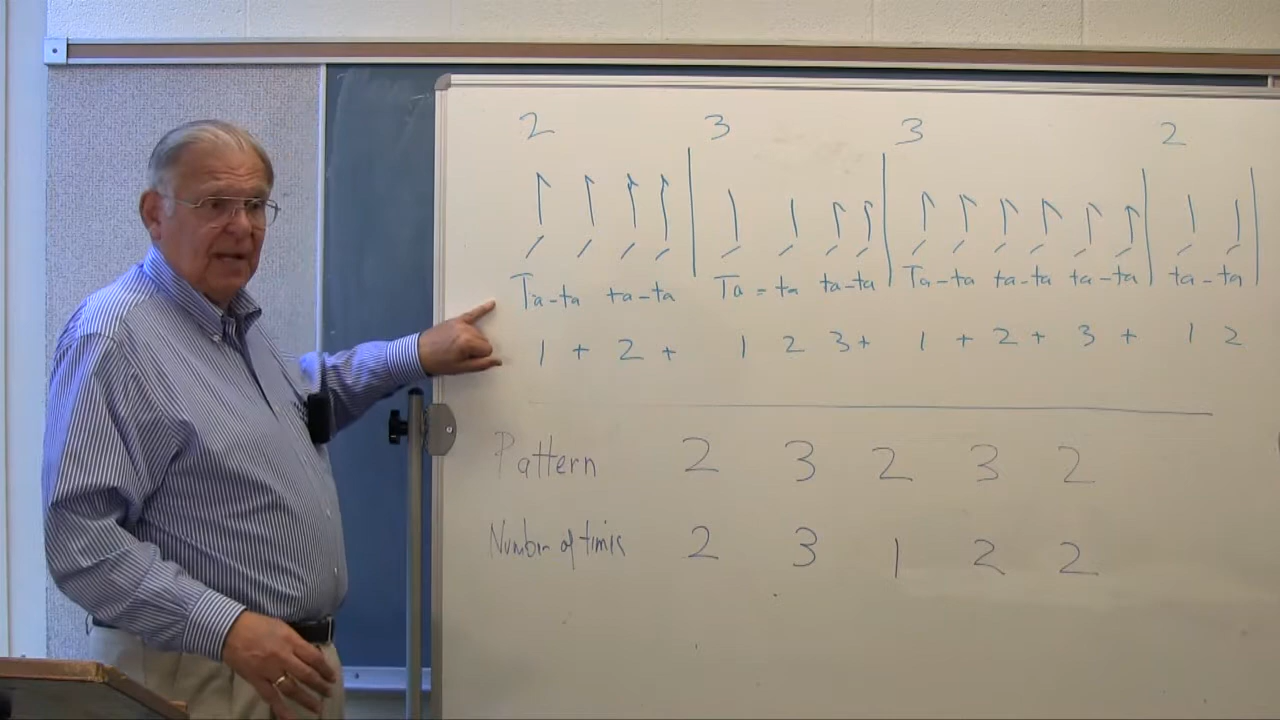 2 3 3 2
Ta-ta ta-ta Ta=ta ta-ta Ta-ta ta-ta ta-ta ta-ta
1 + 2 + 1 2 3+ 1 + 2 + 3 + 1 2
Pattern 2 3 2 3 2
Number of times 2 3 1 2 2